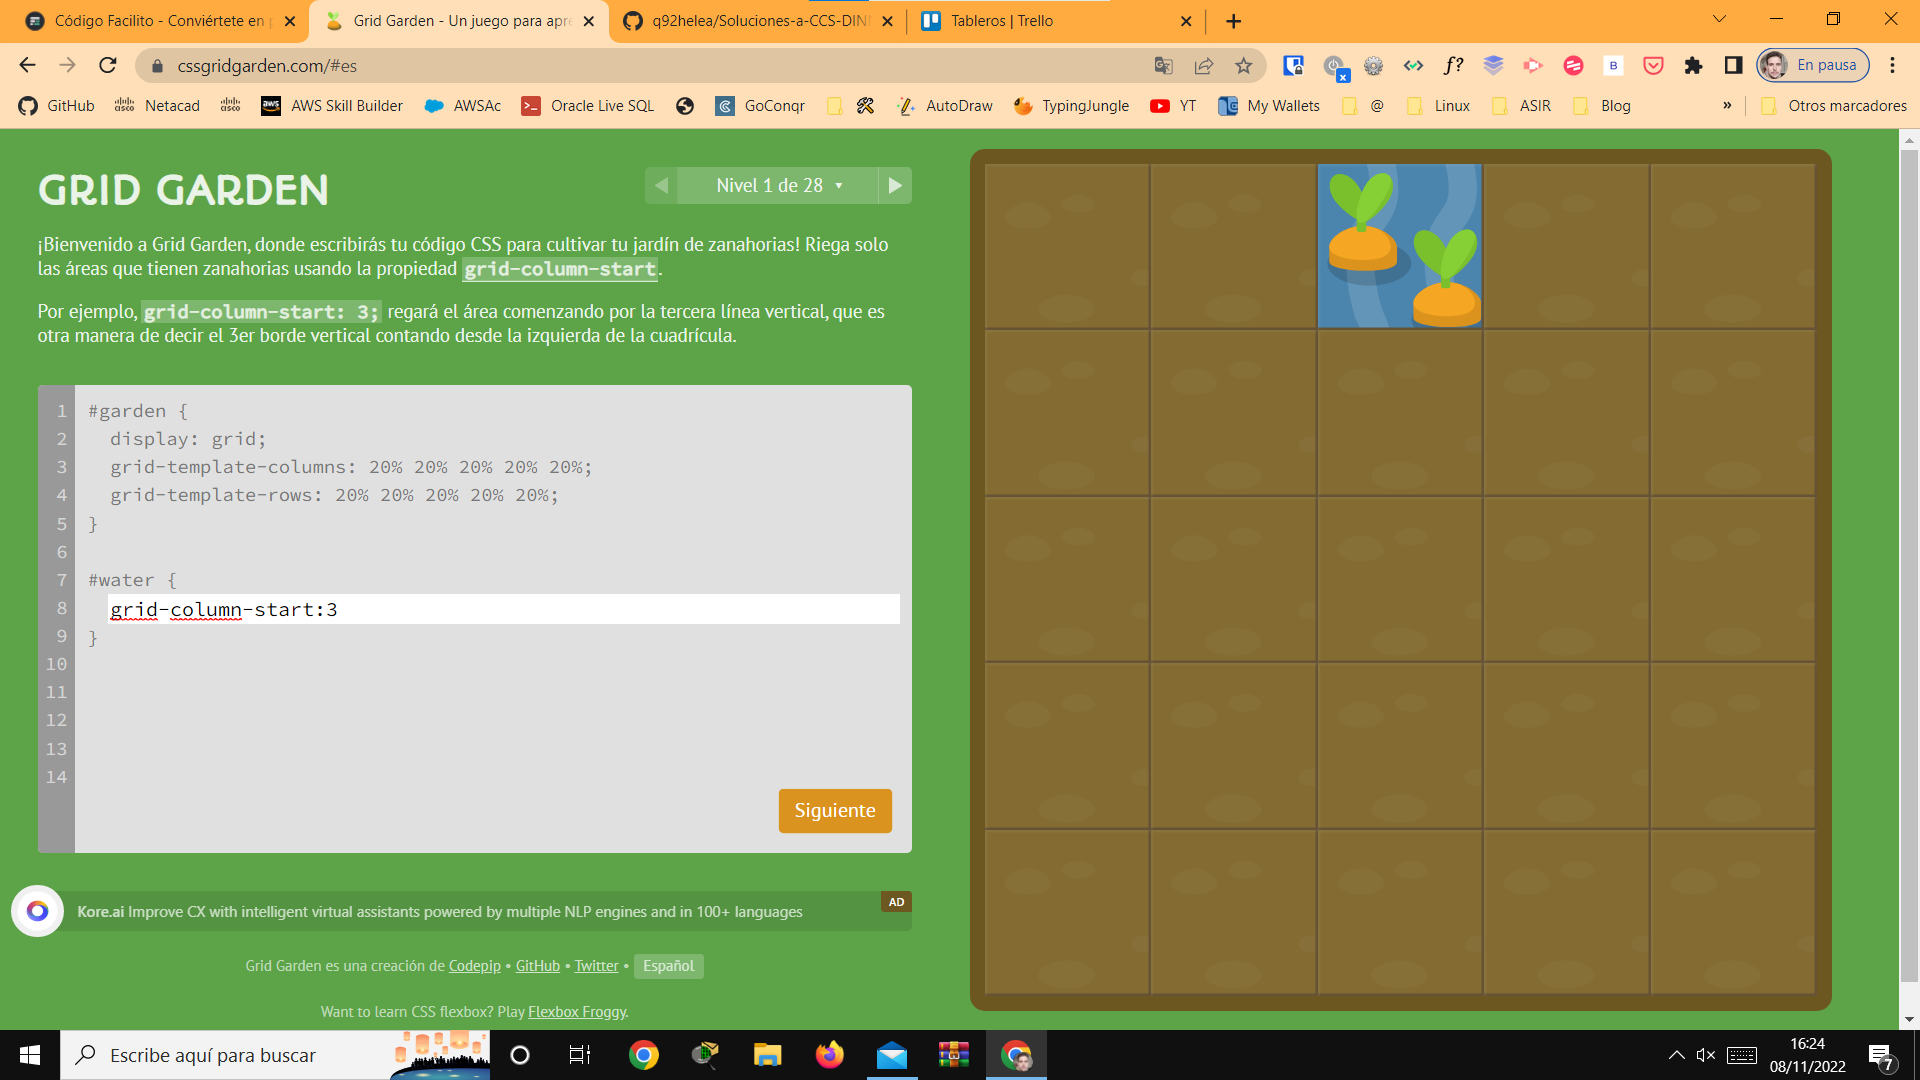 Código Facilito - Conviértete en p
Grid Garden - Un juego para apre
q92helea/Soluciones-a-CCS-DINI
Tableros | Trello
cssgridgarden.com/#es
f?
B
En pausa
GitHub
Netacad
AWS Skill Builder
AWSAc
Oracle Live SQL
GoConqr
AutoDraw
TypingJungle
YT
My Wallets
@
Linux
ASIR
Blog
»
Otros marcadores
GRID GARDEN
Nivel 1 de 28
¡Bienvenido a Grid Garden, donde escribirás tu código CSS para cultivar tu jardín de zanahorias! Riega solo
las áreas que tienen zanahorias usando la propiedad grid-column-start.
Por ejemplo, grid-column-start: 3; regará el área comenzando por la tercera línea vertical, que es
otra manera de decir el 3er borde vertical contando desde la izquierda de la cuadrícula.
1 #garden {
2 display: grid;
3 grid-template-columns: 20% 20% 20% 20% 20%;
4 grid-template-rows: 20% 20% 20% 20% 20%;
5 }
6
7 #water {
8 grid-column-start:3
9 }
10
11
12
13
14
Siguiente
Kore.ai Improve CX with intelligent virtual assistants powered by multiple NLP engines and in 100+ languages
AD
Grid Garden es una creación de Codepip • GitHub • Twitter • Español
Want to learn CSS flexbox? Play Flexbox Froggy.
Escribe aquí para buscar
16:24
08/11/2022
7